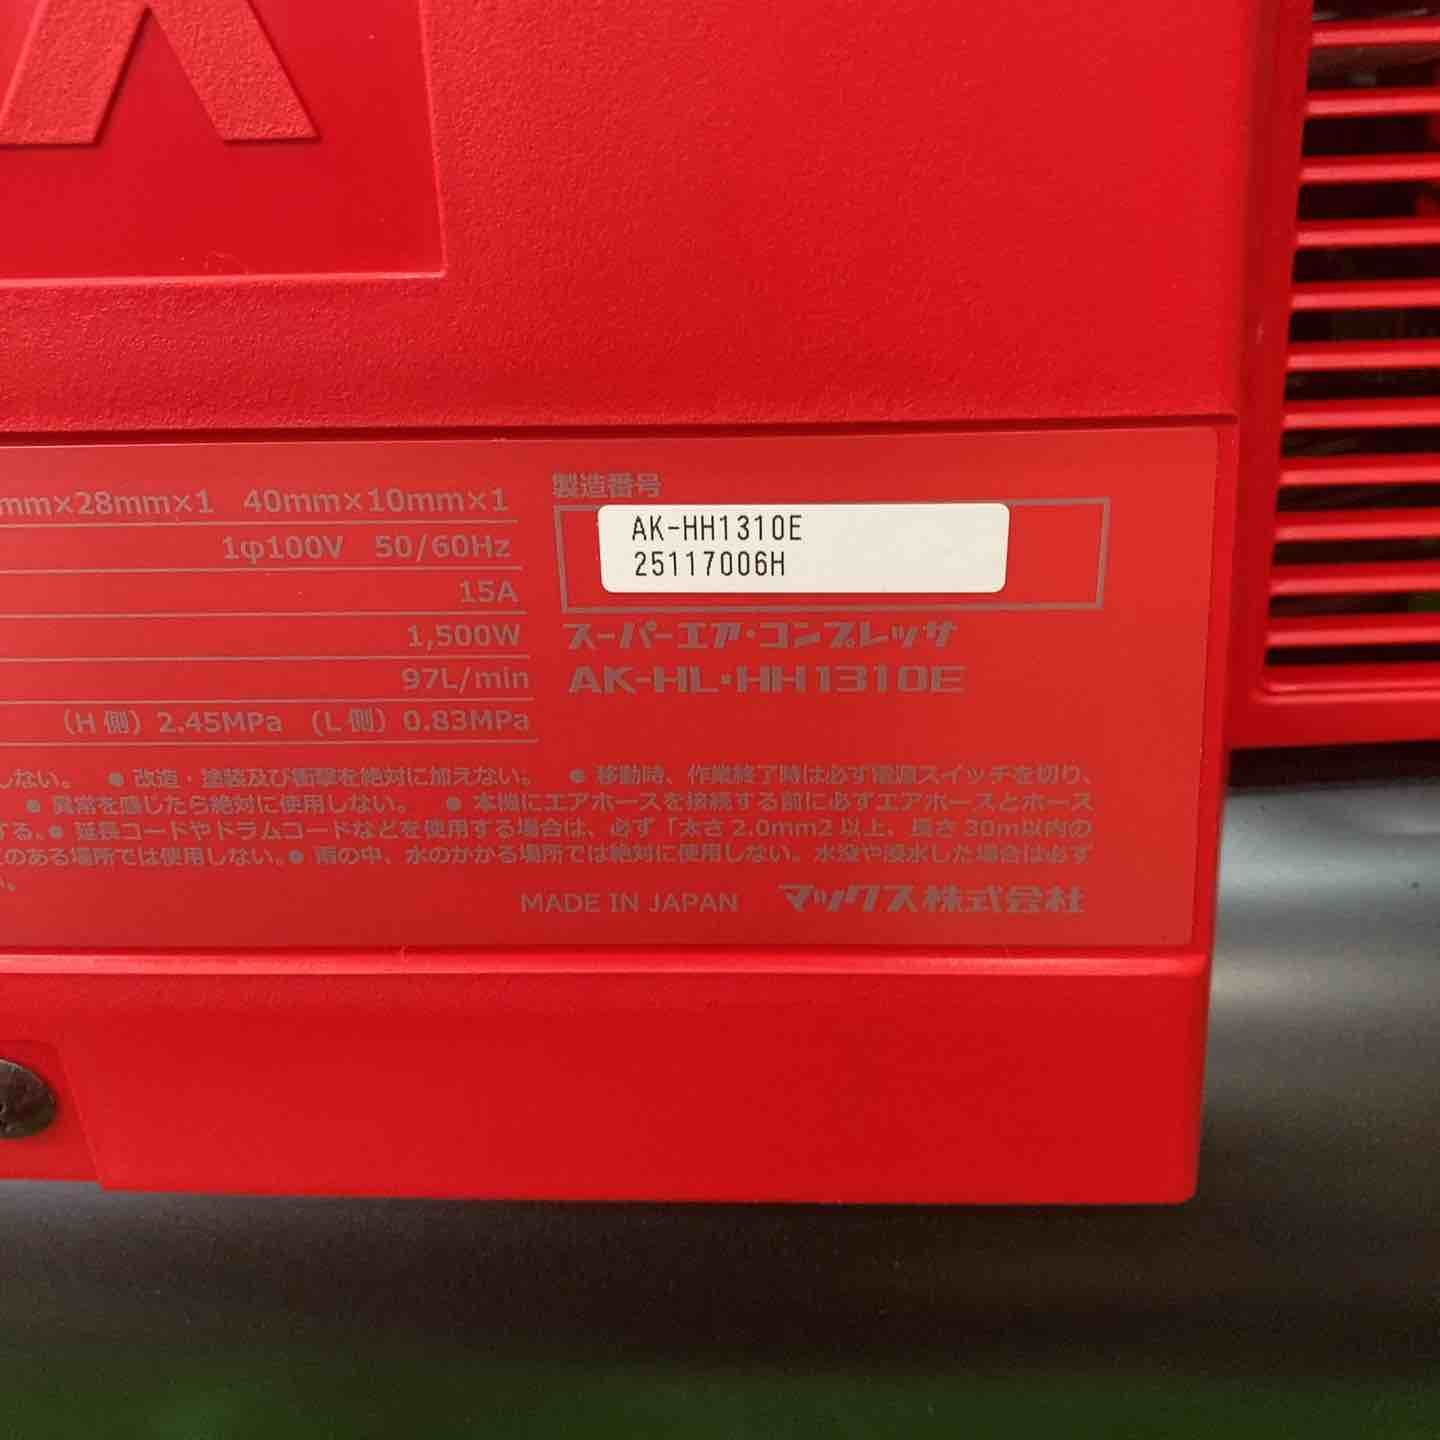 mm×28mm×1 40mm×10mm×1
1φ100V 50/60Hz
15A
1,500W
97L/min
(H 側) 2.45MPa (L 側) 0.83MPa
製造番号
AK-HH1310E
25117006H
スーパーエア・コンプレッサ
AK-HL・HH1310E
しない。 ● 改造・塗装及び衝撃を絶対に加えない。 ● 移動時、作業終了時は必ず電源スイッチを切り、
● 異常を感じたら絶対に使用しない。 ● 本機にエアホースを接続する前に必ずエアホースとホース
する。● 延長コードやドラムコードなどを使用する場合は、必ず「太さ 2.0mm2 以上、長さ 30m以内の
のある場所では使用しない。● 雨の中、水のかかる場所では絶対に使用しない。水没や浸水した場合は必ず
い。
MADE IN JAPAN マックス株式会社